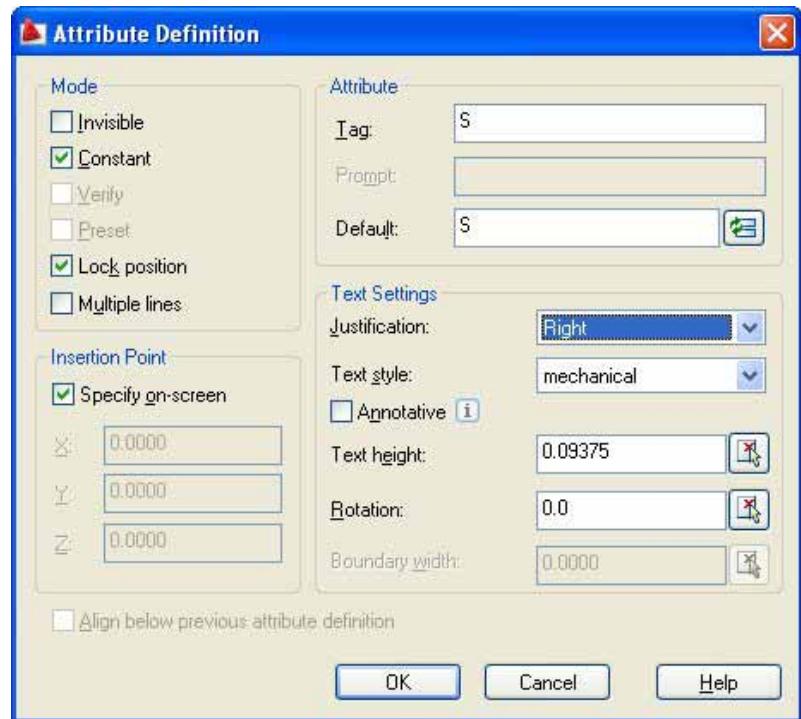 Attribute Definition
Mode
Invisible
Constant
Verify
Preset
Lock position
Multiple lines
Insertion Point
Specify on-screen
X: 0.0000
Y: 0.0000
Z: 0.0000
Attribute
Tag: S
Prompt:
Default: S
Text Settings
Justification: Right
Text style: mechanical
Annotative i
Text height: 0.09375
Rotation: 0.0
Boundary width: 0.0000
Align below previous attribute definition
OK Cancel Help